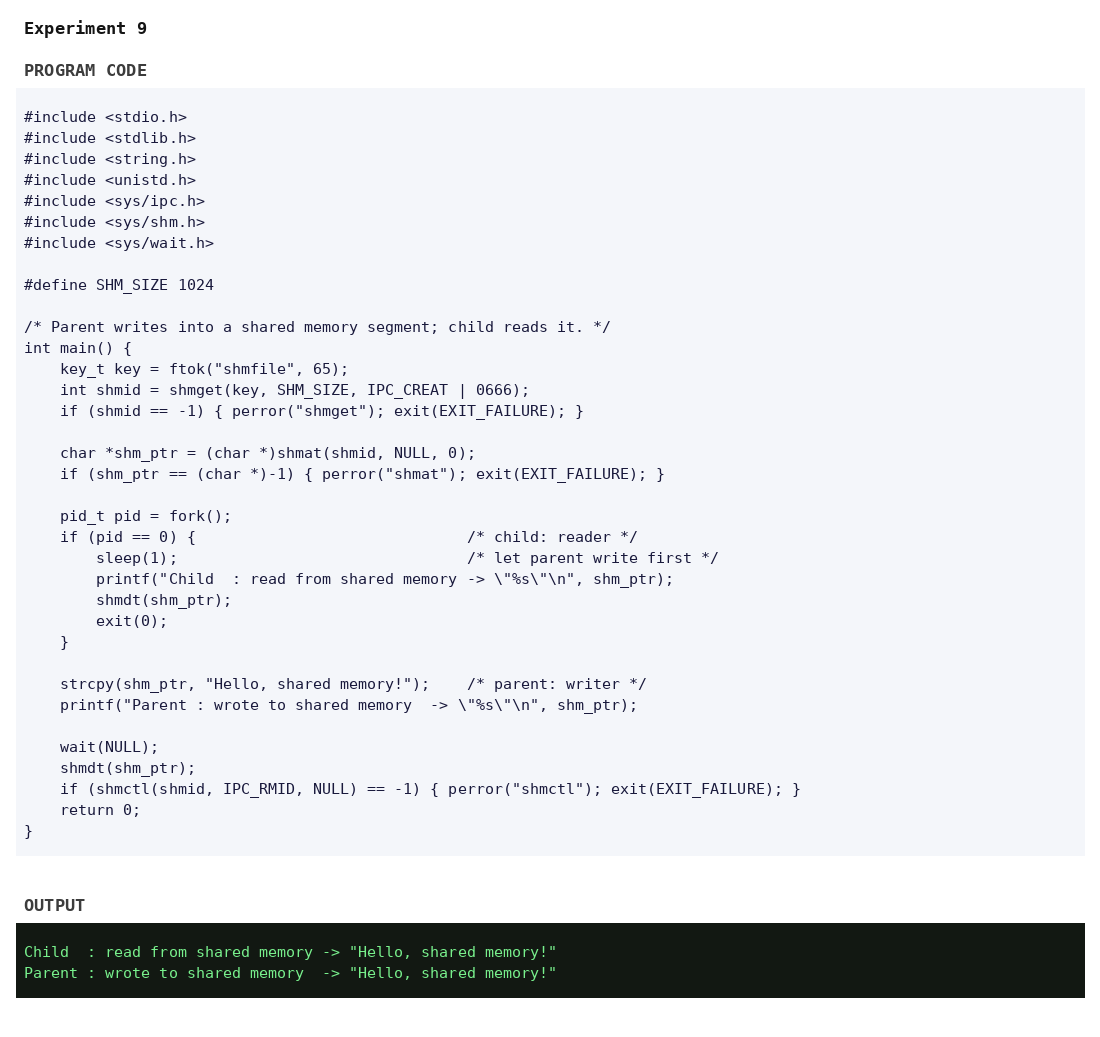 Experiment 9
PROGRAM CODE
#include <stdio.h>
#include <stdlib.h>
#include <string.h>
#include <unistd.h>
#include <sys/ipc.h>
#include <sys/shm.h>
#include <sys/wait.h>

#define SHM_SIZE 1024

/* Parent writes into a shared memory segment; child reads it. */
int main() {
    key_t key = ftok("shmfile", 65);
    int shmid = shmget(key, SHM_SIZE, IPC_CREAT | 0666);
    if (shmid == -1) { perror("shmget"); exit(EXIT_FAILURE); }

    char *shm_ptr = (char *)shmat(shmid, NULL, 0);
    if (shm_ptr == (char *)-1) { perror("shmat"); exit(EXIT_FAILURE); }

    pid_t pid = fork();
    if (pid == 0) {                              /* child: reader */
        sleep(1);                                /* let parent write first */
        printf("Child  : read from shared memory -> \"%s\"\n", shm_ptr);
        shmdt(shm_ptr);
        exit(0);
    }

    strcpy(shm_ptr, "Hello, shared memory!");    /* parent: writer */
    printf("Parent : wrote to shared memory  -> \"%s\"\n", shm_ptr);

    wait(NULL);
    shmdt(shm_ptr);
    if (shmctl(shmid, IPC_RMID, NULL) == -1) { perror("shmctl"); exit(EXIT_FAILURE); }
    return 0;
}
OUTPUT
Child  : read from shared memory -> "Hello, shared memory!"
Parent : wrote to shared memory  -> "Hello, shared memory!"